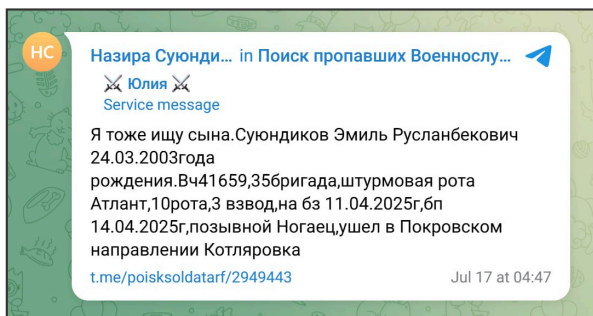 НС
Назира Суюнди... in Поиск пропавших Военнослу...
⚔ Юлия ⚔
Service message
Я тоже ищу сына.Суюндиков Эмиль Русланбекович
24.03.2003года
рождения.Вч41659,35бригада,штурмовая рота
Атлант,10рота,3 взвод,на бз 11.04.2025г,бп
14.04.2025г,позывной Ногаец,ушел в Покровском
направлении Котляровка
t.me/poisksoldatarf/2949443
Jul 17 at 04:47